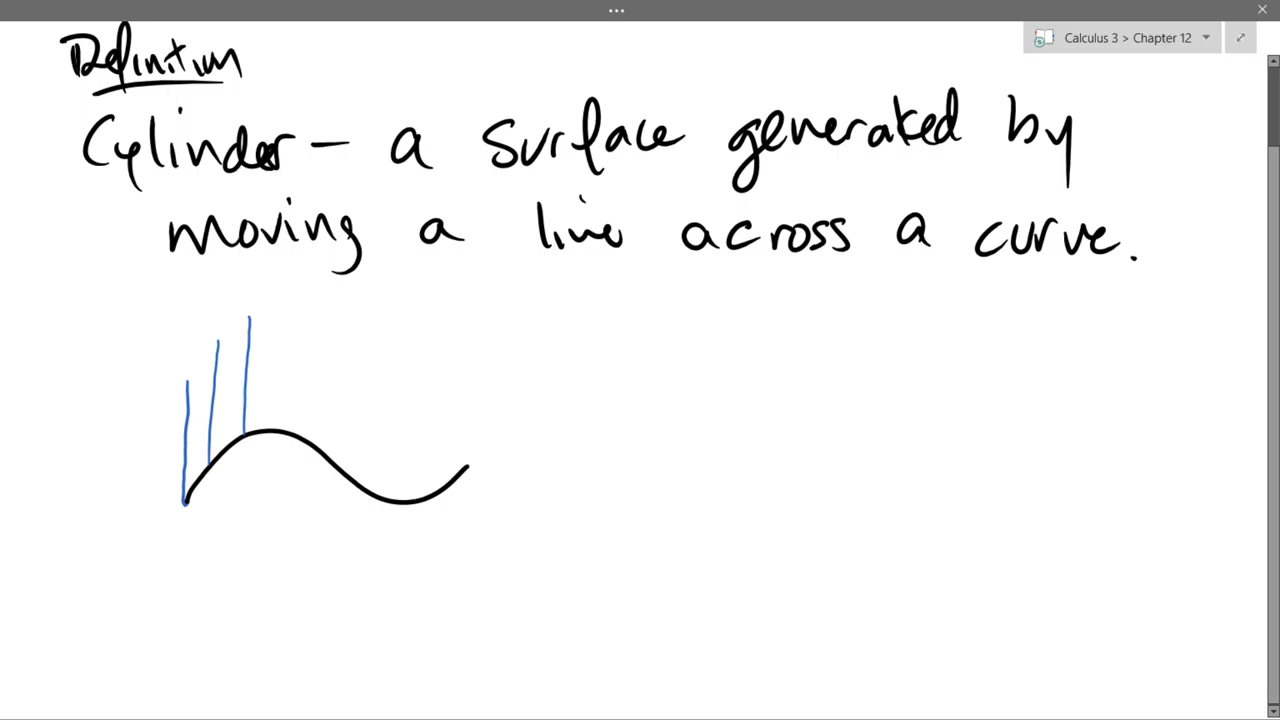 Calculus 3 > Chapter 12
Definition
Cylinder – a surface generated by
moving a line across a curve.